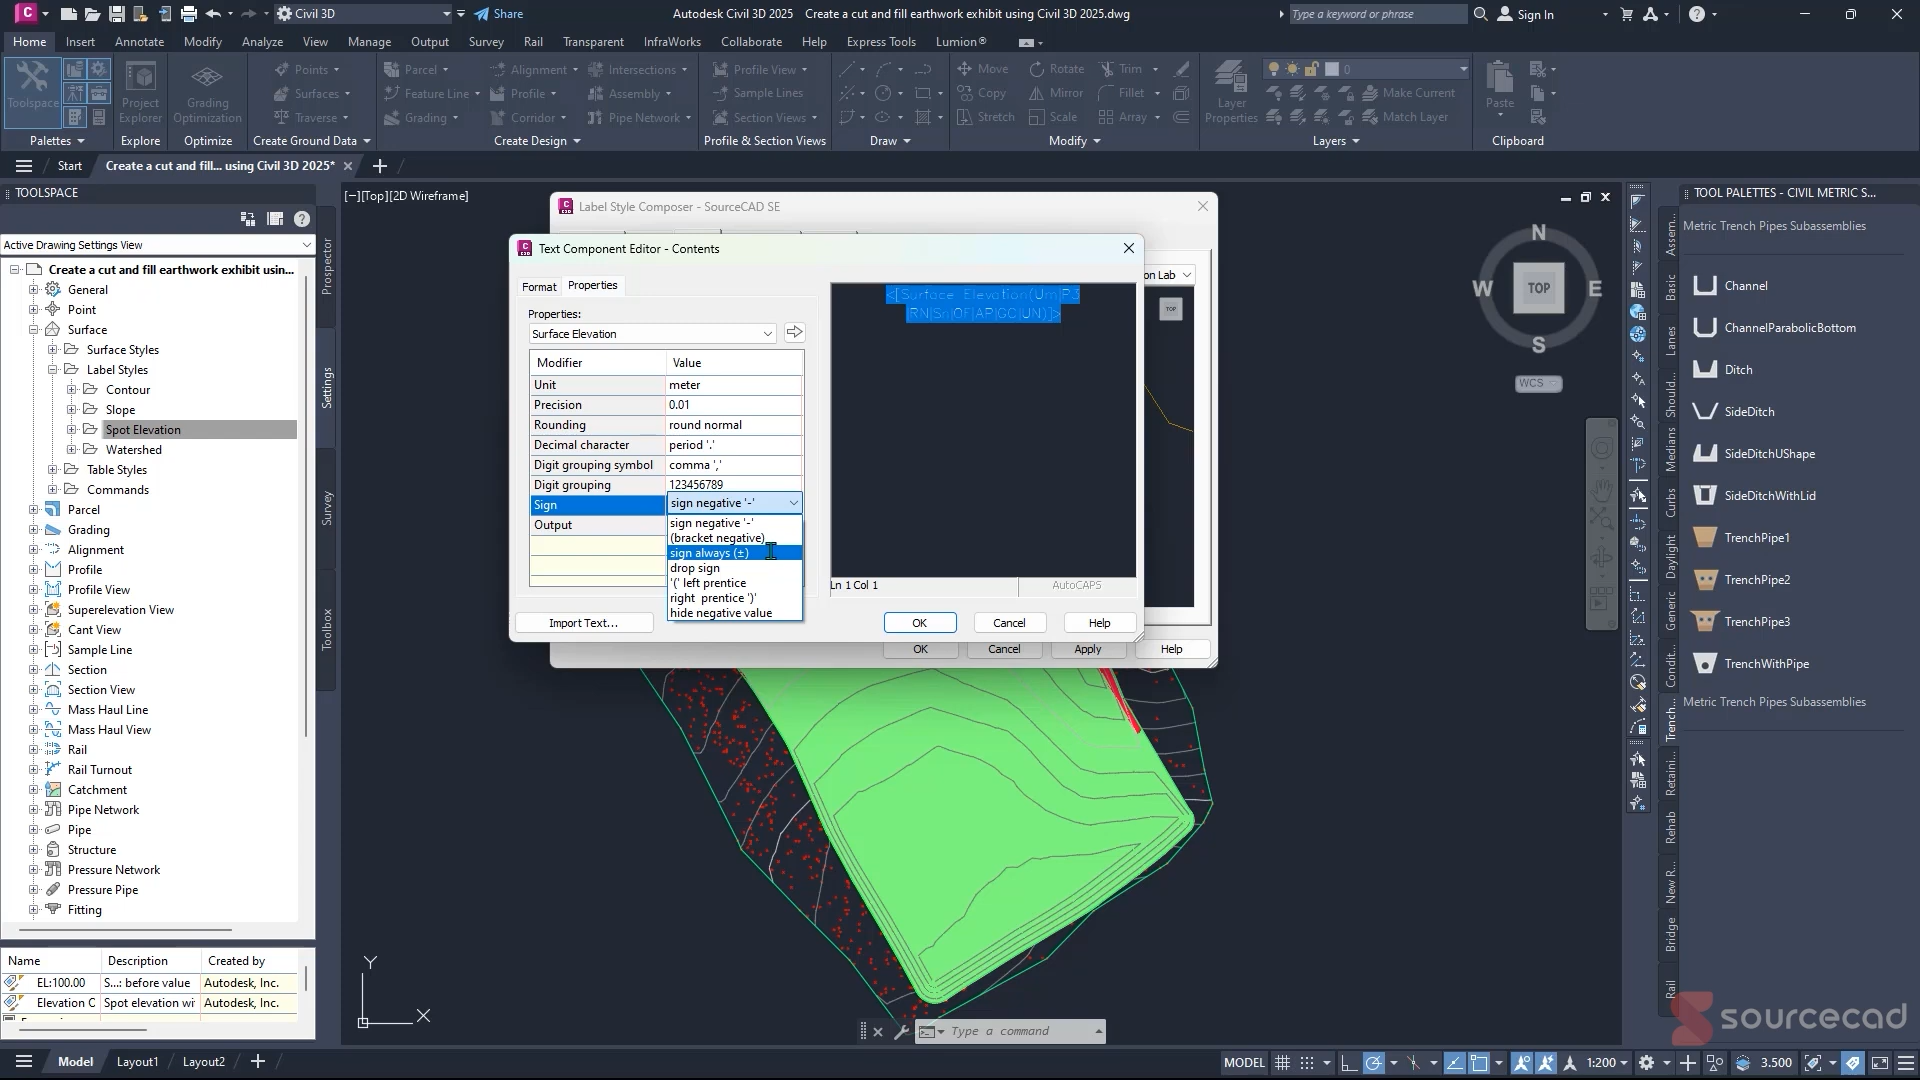 Civil 3D
Share
Autodesk Civil 3D 2025 Create a cut and fill earthwork exhibit using Civil 3D 2025.dwg
Type a keyword or phrase
Sign In
Home Insert Annotate Modify Analyze View Manage Output Survey Rail Transparent InfraWorks Collaborate Help Express Tools Lumion®
Points Parcel Alignment Intersections Profile View Move Rotate Trim 0
Toolspace Project Explorer Grading Optimization Surfaces Feature Line Profile Assembly Sample Lines Copy Mirror Fillet Layer Properties Make Current Paste
Traverse Grading Corridor Pipe Network Section Views Stretch Scale Array Match Layer
Palettes Explore Optimize Create Ground Data Create Design Profile & Section Views Draw Modify Layers Clipboard
Start Create a cut and fill... using Civil 3D 2025*
TOOLSPACE
Active Drawing Settings View
Create a cut and fill earthwork exhibit usin...
General
Point
Surface
Surface Styles
Label Styles
Contour
Slope
Spot Elevation
Watershed
Table Styles
Commands
Parcel
Grading
Alignment
Profile
Profile View
Superelevation View
Cant View
Sample Line
Section
Section View
Mass Haul Line
Mass Haul View
Rail
Rail Turnout
Catchment
Pipe Network
Pipe
Structure
Pressure Network
Pressure Pipe
Fitting
Prospector
Settings
Survey
Toolbox
Name Description Created by
EL:100.00 S...: before value Autodesk, Inc.
Elevation C Spot elevation wi Autodesk, Inc.
[−][Top][2D Wireframe]
Label Style Composer - SourceCAD SE
on Lab
TOP
OK Cancel Apply Help
Text Component Editor - Contents
Format Properties
Properties:
Surface Elevation
Modifier Value
Unit meter
Precision 0.01
Rounding round normal
Decimal character period '.'
Digit grouping symbol comma ','
Digit grouping 123456789
Sign sign negative '-'
Output
sign negative '-'
(bracket negative)
sign always (±)
drop sign
'(' left prentice
right prentice ')'
hide negative value
<[Surface Elevation(Um|P3
RN|Sn|OF|AP|GC|UN)]>
Ln 1 Col 1 AutoCAPS
Import Text... OK Cancel Help
N
W TOP E
S
WCS
Y
X
Type a command
TOOL PALETTES - CIVIL METRIC S...
Metric Trench Pipes Subassemblies
Channel
ChannelParabolicBottom
Ditch
SideDitch
SideDitchUShape
SideDitchWithLid
TrenchPipe1
TrenchPipe2
TrenchPipe3
TrenchWithPipe
Metric Trench Pipes Subassemblies
Assem...
Basic
Lanes
Should...
Medians
Curbs
Daylight
Generic
Condit...
Trench...
Retaini...
Rehab
New R...
Bridge
Rail
sourcecad
Model Layout1 Layout2
MODEL 1:200 3.500